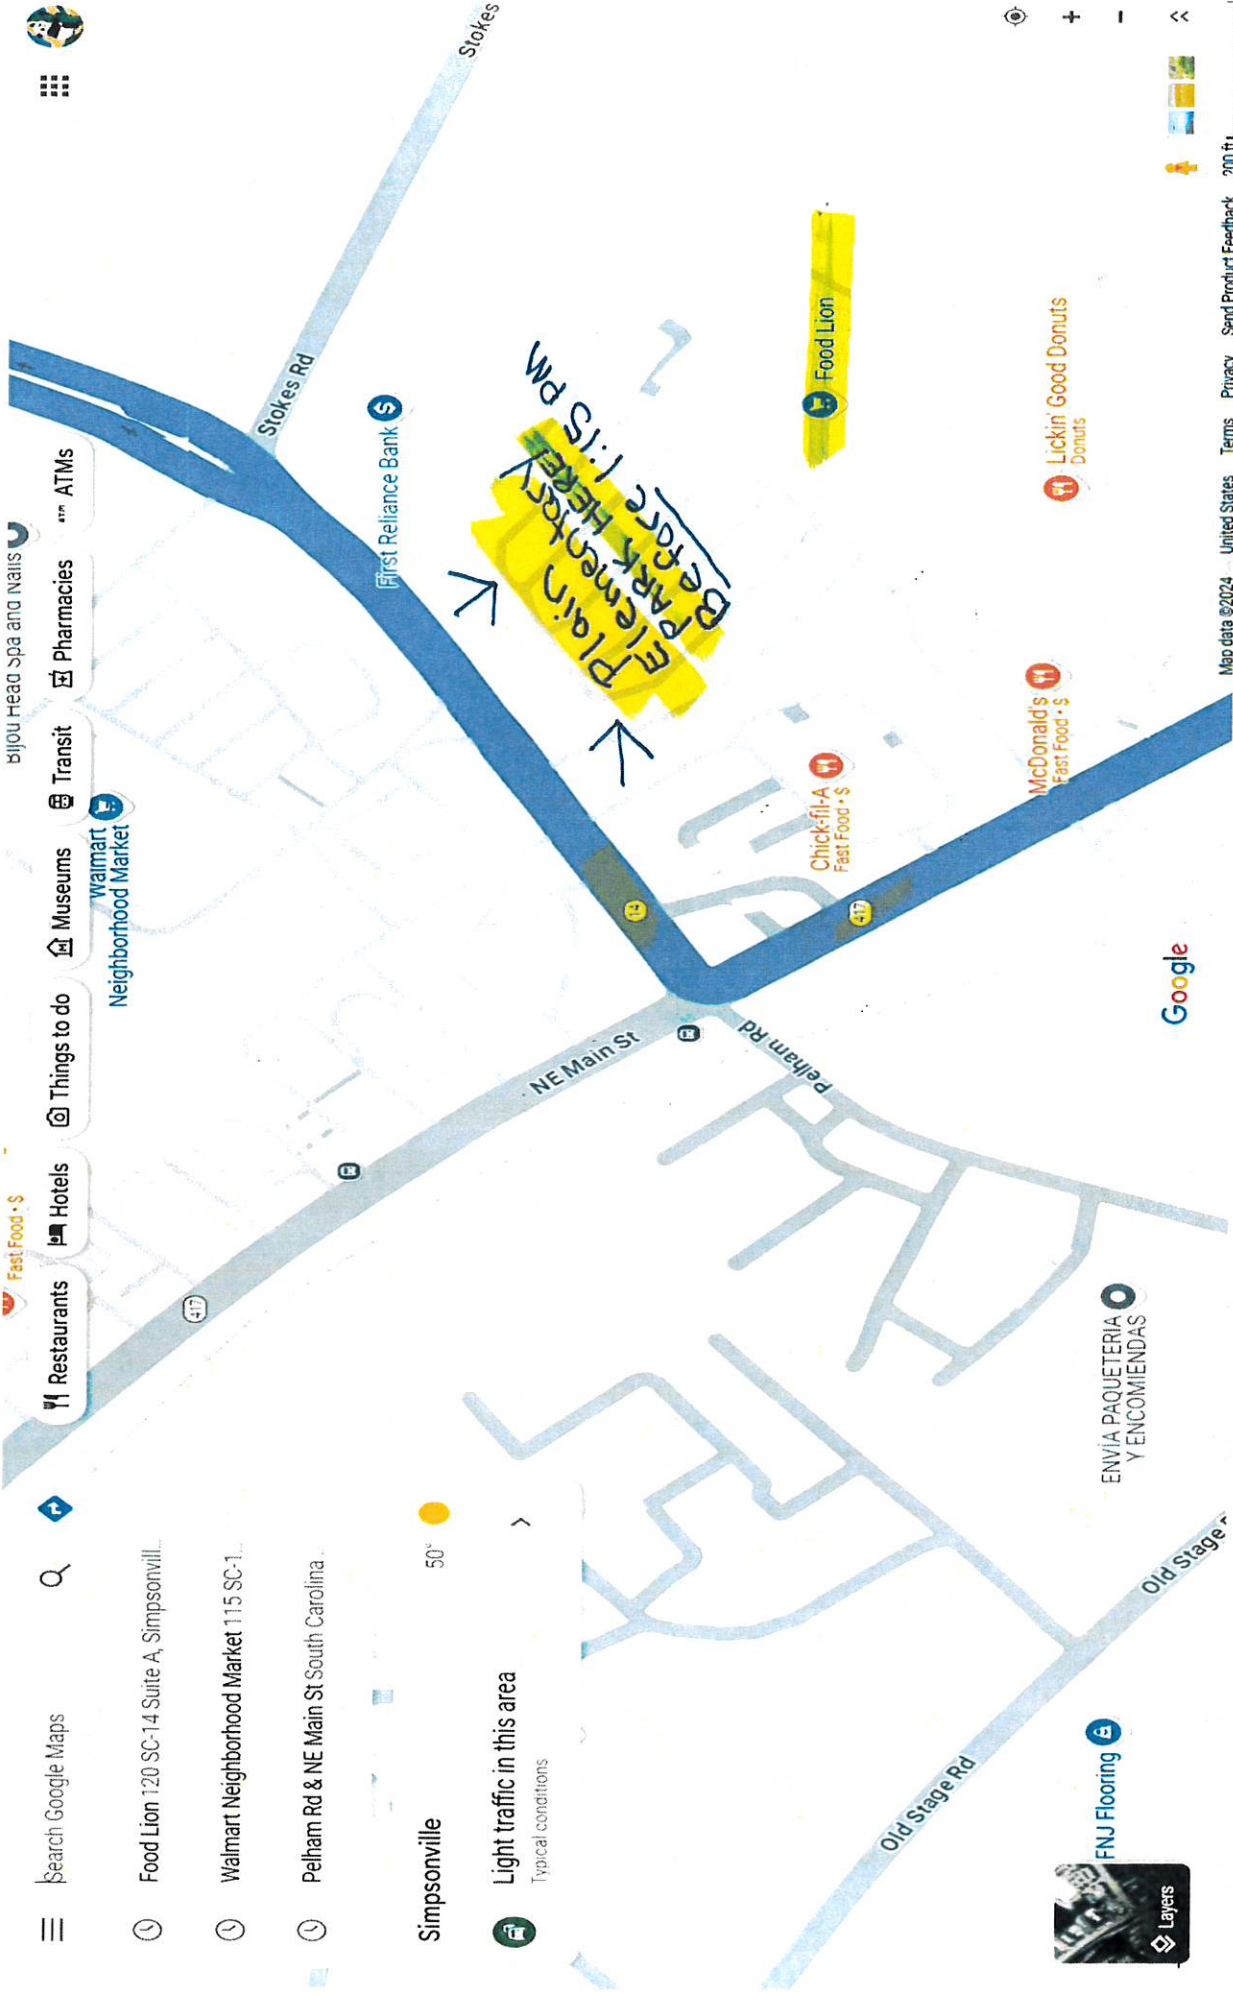 Search Google Maps
Restaurants
Hotels
Things to do
Museums
Transit
Pharmacies
ATMs
Fast Food · $
Bijou Head Spa and Nails
Walmart
Neighborhood Market
Food Lion 120 SC-14 Suite A, Simpsonvill...
Walmart Neighborhood Market 115 SC-1...
Pelham Rd & NE Main St South Carolina...
Simpsonville
50°
Light traffic in this area
Typical conditions
417
NE Main St
Stokes Rd
Stokes
First Reliance Bank
Plain
Elementary
PARK HERE!
Before 1:15 PM
14
Food Lion
Chick-fil-A
Fast Food · $
417
Pelham Rd
McDonald's
Fast Food · $
Lickin' Good Donuts
Donuts
ENVÍA PAQUETERIA
Y ENCOMIENDAS
Old Stage Rd
Old Stage
FNJ Flooring
Layers
Google
Map data ©2024 United States Terms Privacy Send Product Feedback 200 ft